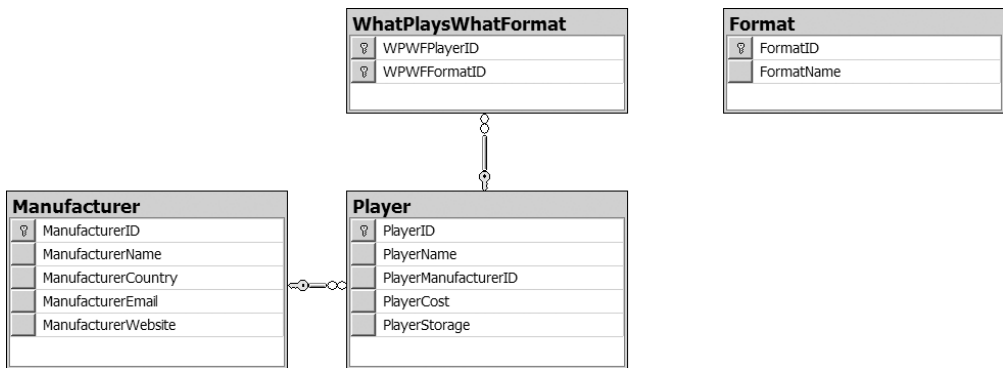 WhatPlaysWhatFormat
WPWFPlayerID
WPWFFormatID
Format
FormatID
FormatName
Manufacturer
ManufacturerID
ManufacturerName
ManufacturerCountry
ManufacturerEmail
ManufacturerWebsite
Player
PlayerID
PlayerName
PlayerManufacturerID
PlayerCost
PlayerStorage